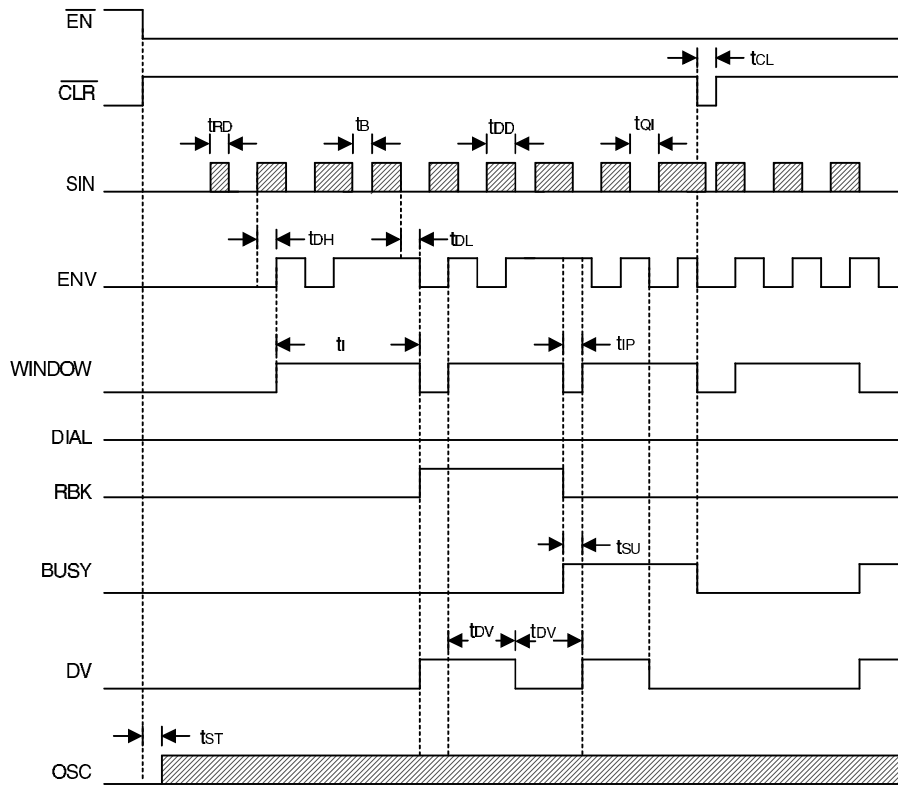 EN
tCL
CLR
tRD
tB
tDD
tQI
SIN
tDH
tDL
ENV
tI
tIP
WINDOW
DIAL
RBK
tSU
BUSY
tDV
tDV
DV
tST
OSC